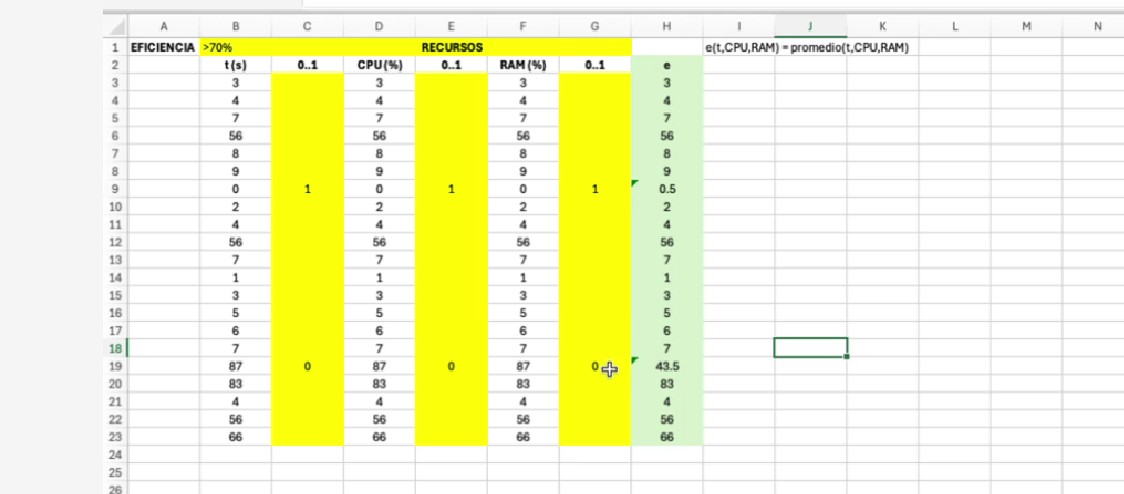 A B C D E F G H I J K L M N
1 EFICIENCIA >70% RECURSOS e(t,CPU,RAM) = promedio(t,CPU,RAM)
2 t(s) 0..1 CPU(%) 0..1 RAM(%) 0..1 e
3 3 3 3 3
4 4 4 4 4
5 7 7 7 7
6 56 56 56 56
7 8 8 8 8
8 9 9 9 9
9 0 1 0 1 0 1 0.5
10 2 2 2 2
11 4 4 4 4
12 56 56 56 56
13 7 7 7 7
14 1 1 1 1
15 3 3 3 3
16 5 5 5 5
17 6 6 6 6
18 7 7 7 7
19 87 0 87 0 87 0 43.5
20 83 83 83 83
21 4 4 4 4
22 56 56 56 56
23 66 66 66 66
24
25
26